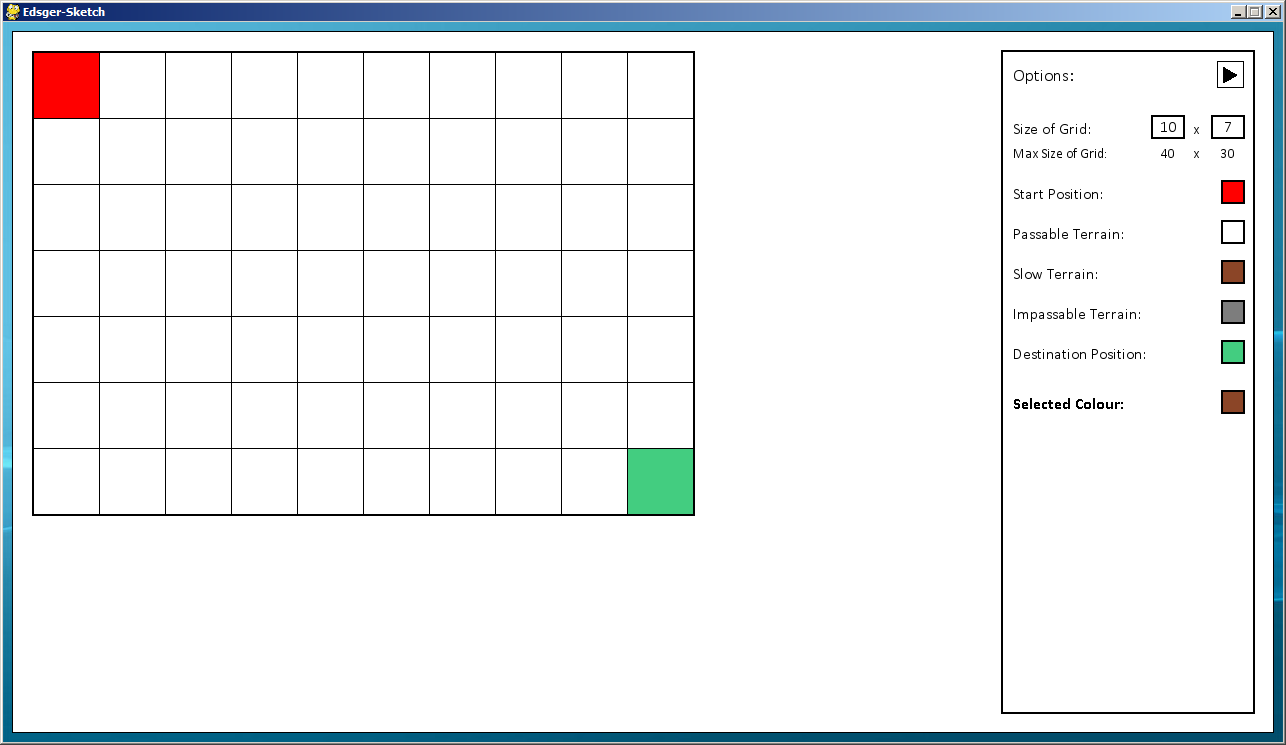 Edsger-Sketch
Options:
Size of Grid: 10 x 7
Max Size of Grid: 40 x 30
Start Position:
Passable Terrain:
Slow Terrain:
Impassable Terrain:
Destination Position:
Selected Colour: